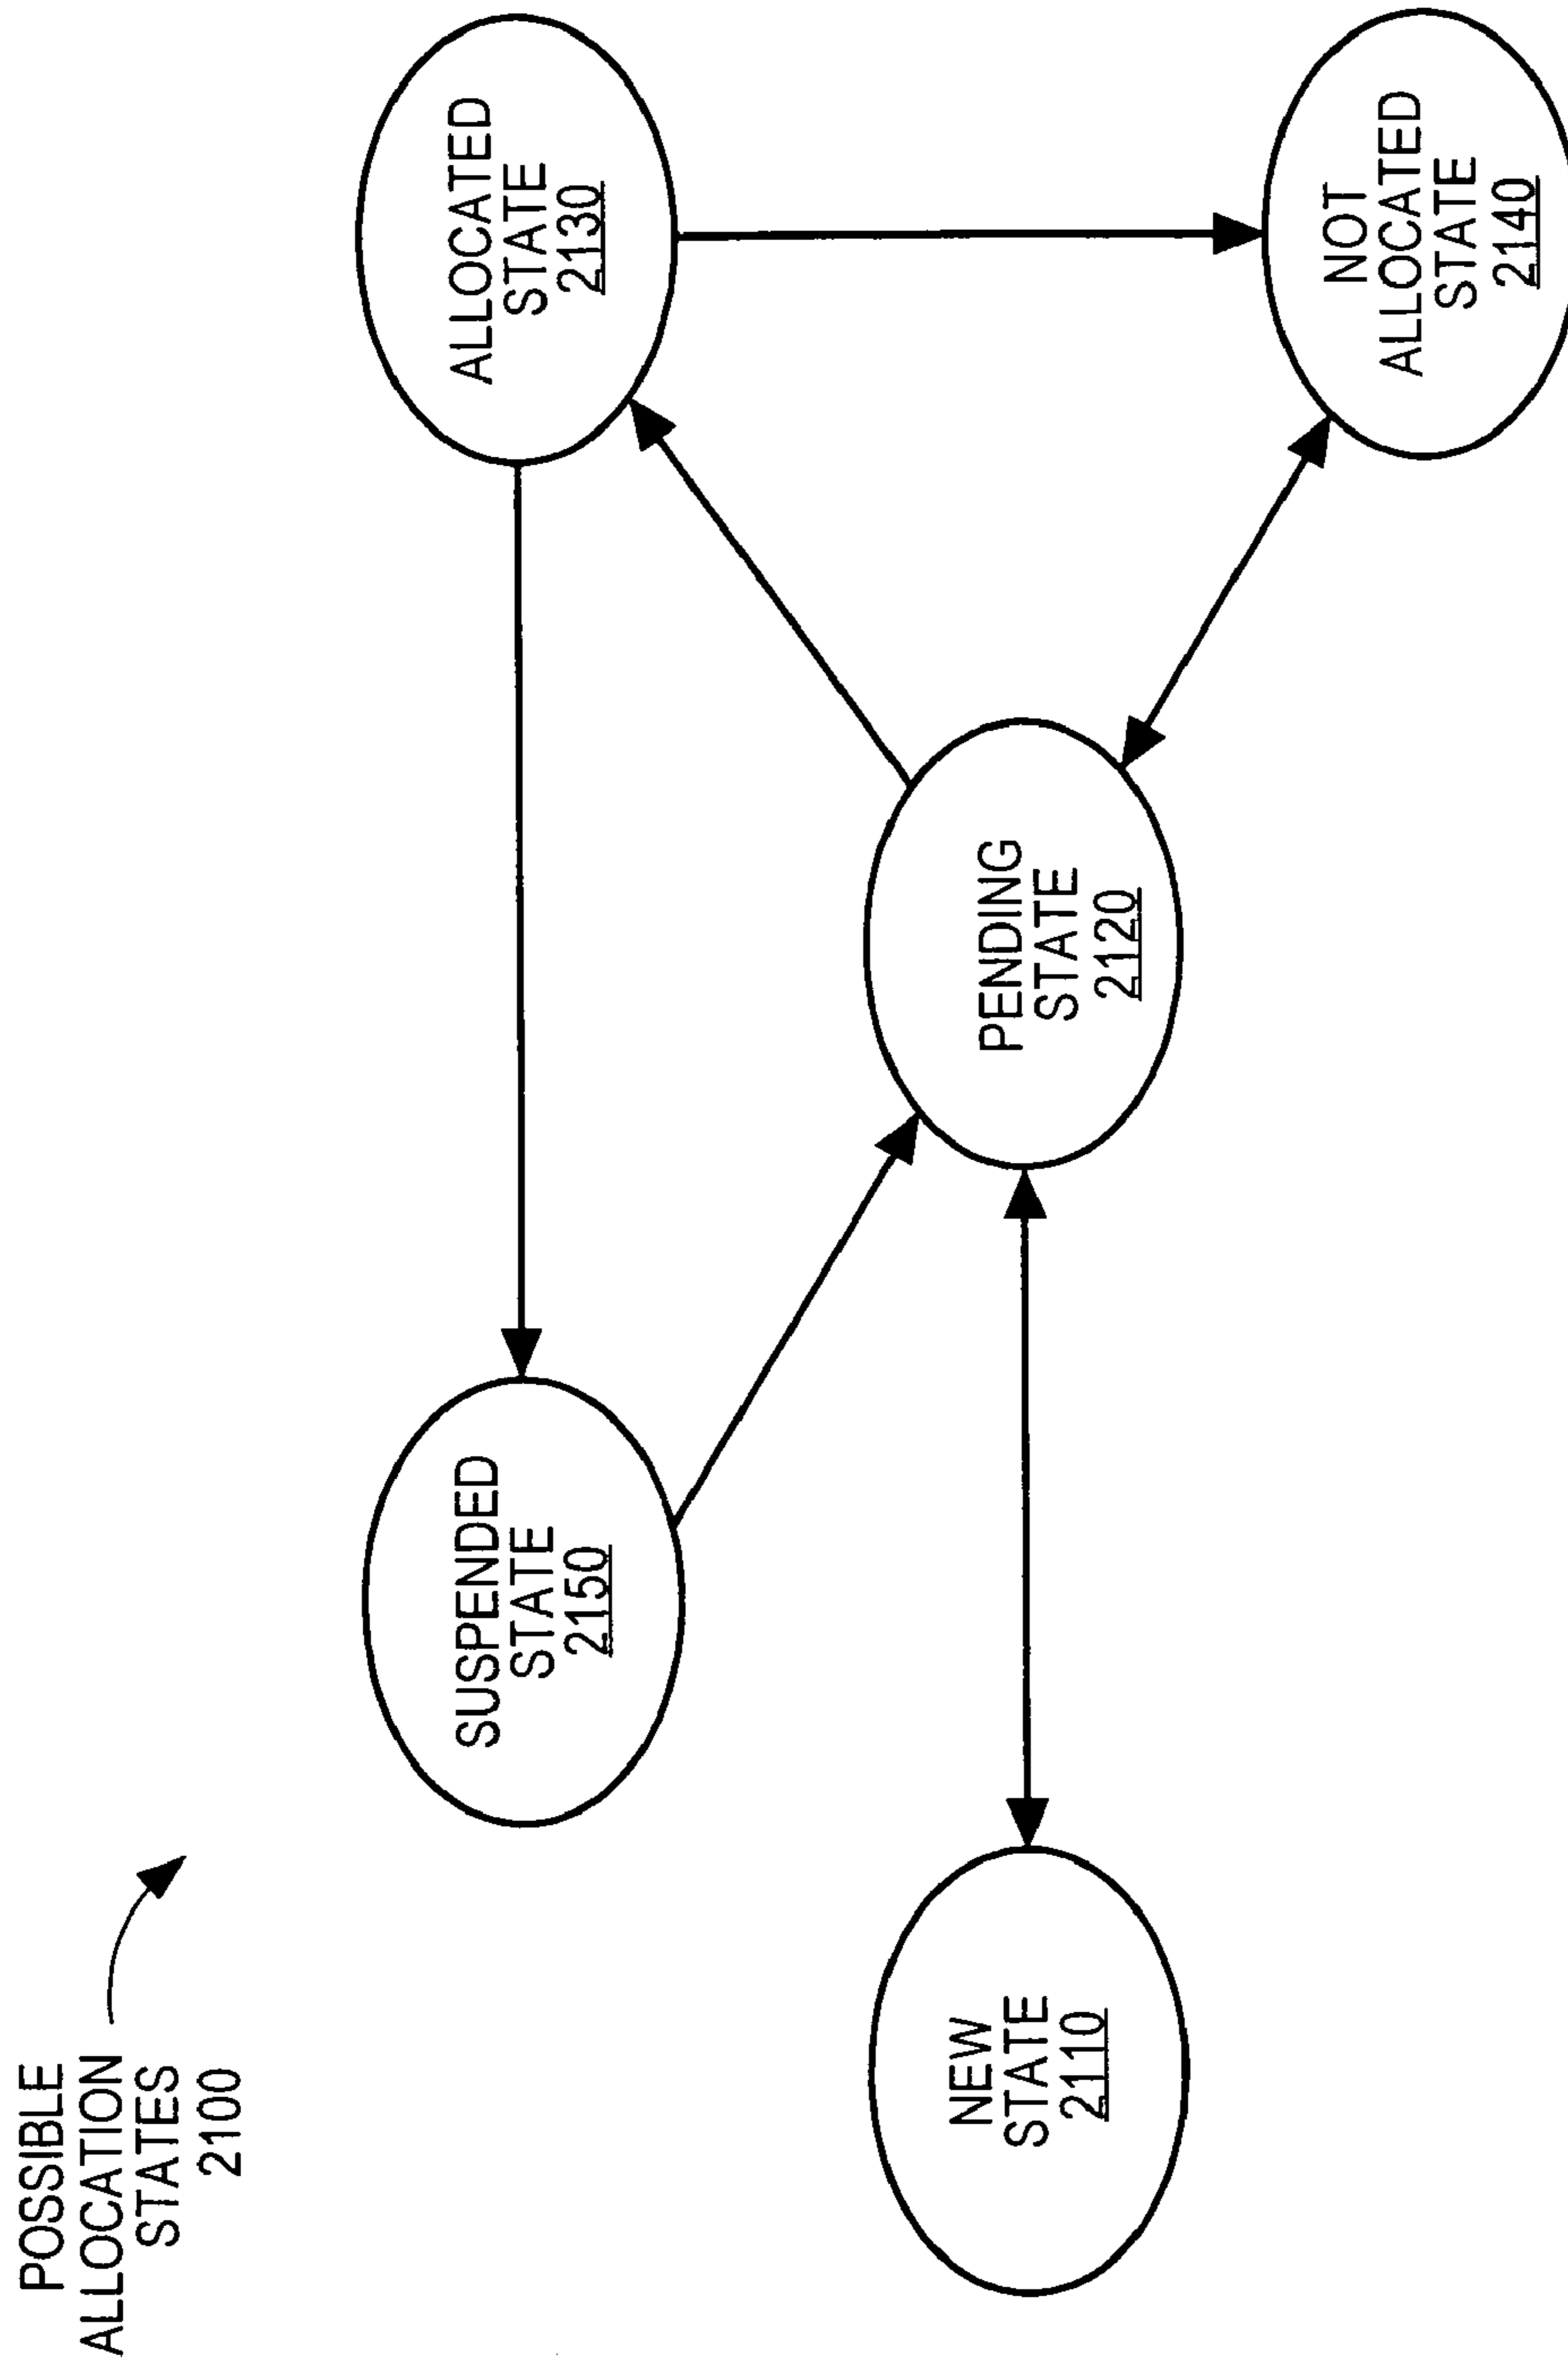 POSSIBLE
ALLOCATION
STATES
2100
SUSPENDED
STATE
2150
ALLOCATED
STATE
2130
NEW
STATE
2110
PENDING
STATE
2120
NOT
ALLOCATED
STATE
2140